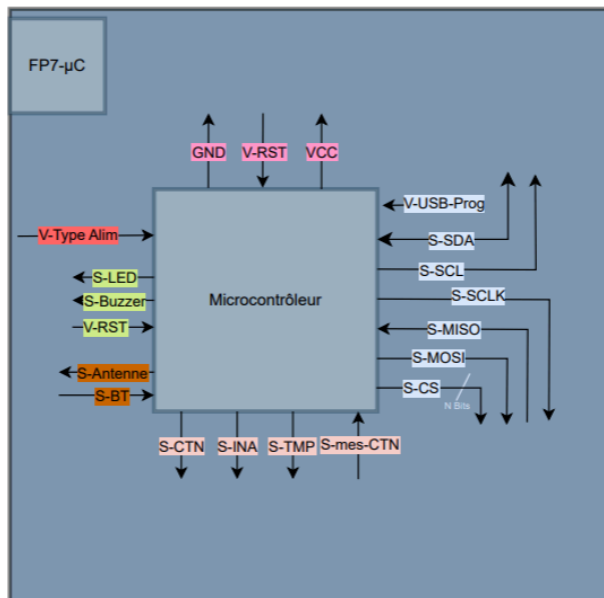 FP7-µC
GND
V-RST
VCC
V-USB-Prog
V-Type Alim
S-SDA
S-LED
S-SCL
S-Buzzer
Microcontrôleur
S-SCLK
V-RST
S-MISO
S-MOSI
S-Antenne
S-BT
S-CS
N Bits
S-CTN
S-INA
S-TMP
S-mes-CTN